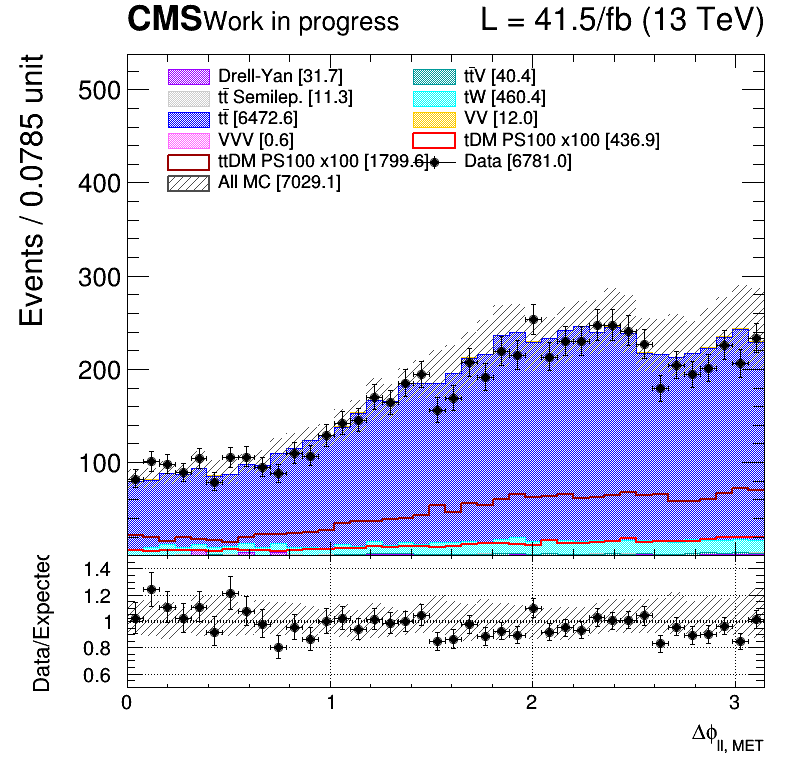 CMS Work in progress L = 41.5/fb (13 TeV)
Events / 0.0785 unit
500
400
300
200
100
Drell-Yan [31.7]
tt̄V [40.4]
tt̄ Semilep. [11.3]
tW [460.4]
tt̄ [6472.6]
VV [12.0]
VVV [0.6]
tDM PS100 x100 [436.9]
ttDM PS100 x100 [1799.6]
Data [6781.0]
All MC [7029.1]
Data/Expected
1.4
1.2
1
0.8
0.6
0 1 2 3
Δϕ ll, MET